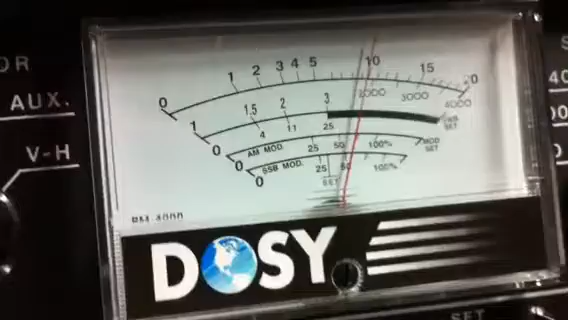 OR
AUX.
V-H
0 1 2 3 4 5 10 15 20
1000 3000 4000
1 1.5 2 3
SWR SET
0 4 11 25
AM MOD. 25 50 100% MOD SET
0
SSB MOD. 25 50 100%
0 SET
DOSY
SET